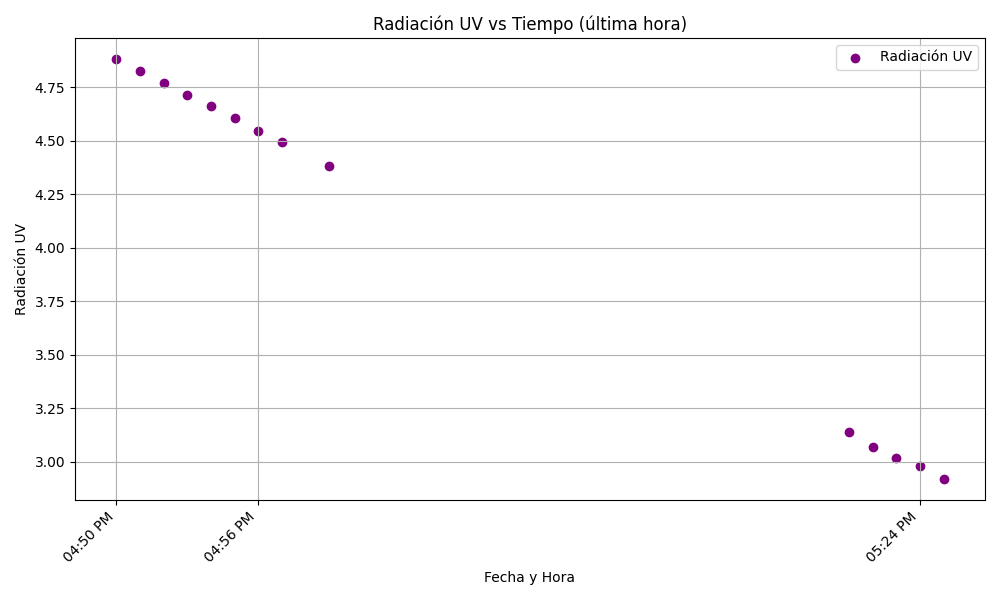 Radiación UV vs Tiempo (última hora)
Radiación UV
4.75
4.50
4.25
4.00
3.75
3.50
3.25
3.00
Radiación UV
04:50 PM
04:56 PM
05:24 PM
Fecha y Hora